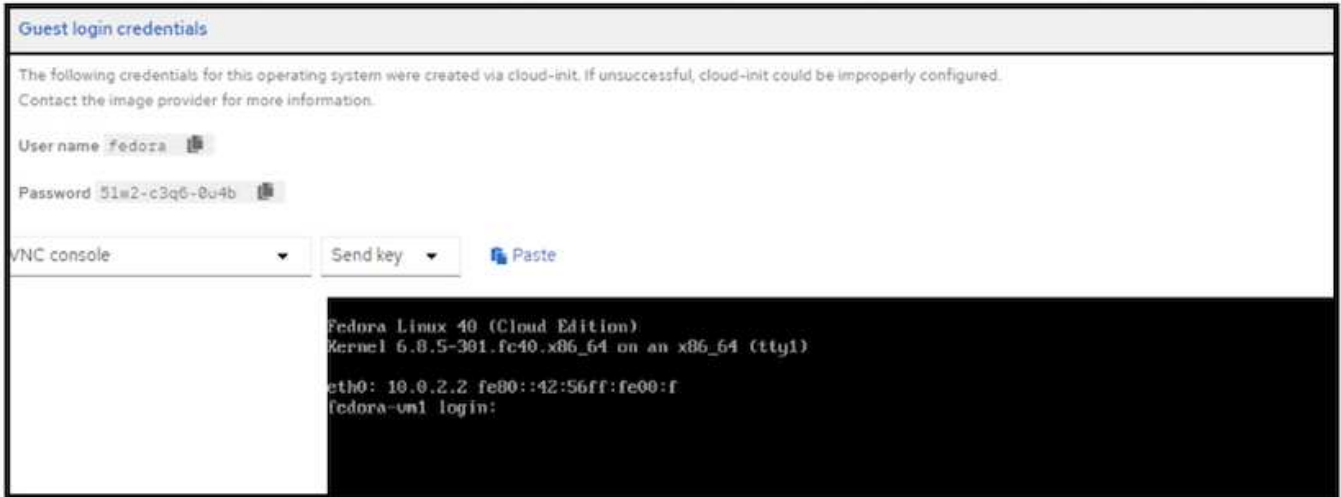 Guest login credentials
The following credentials for this operating system were created via cloud-init. If unsuccessful, cloud-init could be improperly configured.
Contact the image provider for more information.
User name fedora
Password 51w2-c3q6-0u4b
VNC console
Send key
Paste
Fedora Linux 40 (Cloud Edition)
Kernel 6.8.5-301.fc40.x86_64 on an x86_64 (tty1)
eth0: 10.0.2.2 fe80::42:56ff:fe00:f
fedora-vm1 login: